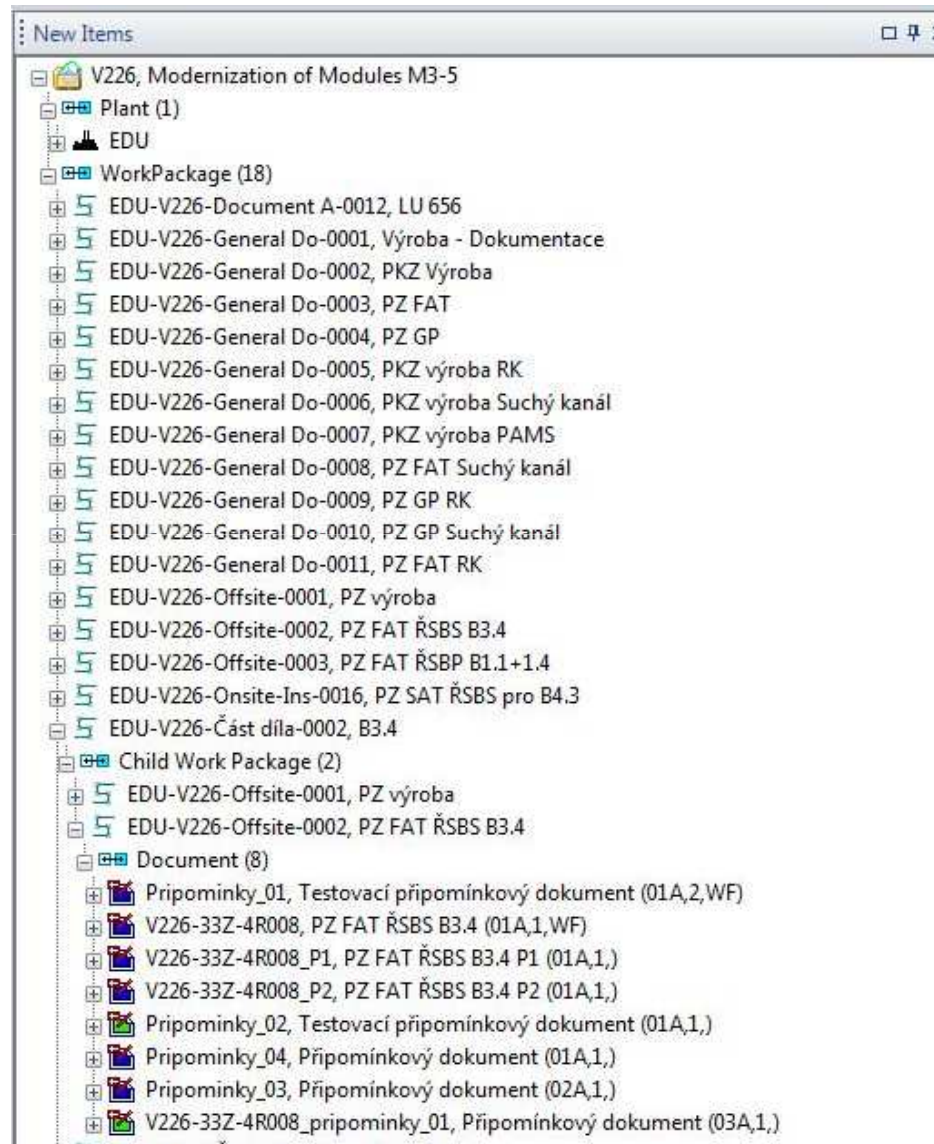 New Items
V226, Modernization of Modules M3-5
Plant (1)
EDU
WorkPackage (18)
EDU-V226-Document A-0012, LU 656
EDU-V226-General Do-0001, Výroba - Dokumentace
EDU-V226-General Do-0002, PKZ Výroba
EDU-V226-General Do-0003, PZ FAT
EDU-V226-General Do-0004, PZ GP
EDU-V226-General Do-0005, PKZ výroba RK
EDU-V226-General Do-0006, PKZ výroba Suchý kanál
EDU-V226-General Do-0007, PKZ výroba PAMS
EDU-V226-General Do-0008, PZ FAT Suchý kanál
EDU-V226-General Do-0009, PZ GP RK
EDU-V226-General Do-0010, PZ GP Suchý kanál
EDU-V226-General Do-0011, PZ FAT RK
EDU-V226-Offsite-0001, PZ výroba
EDU-V226-Offsite-0002, PZ FAT ŘSBS B3.4
EDU-V226-Offsite-0003, PZ FAT ŘSBP B1.1+1.4
EDU-V226-Onsite-Ins-0016, PZ SAT ŘSBS pro B4.3
EDU-V226-Část díla-0002, B3.4
Child Work Package (2)
EDU-V226-Offsite-0001, PZ výroba
EDU-V226-Offsite-0002, PZ FAT ŘSBS B3.4
Document (8)
Pripominky_01, Testovací připomínkový dokument (01A,2,WF)
V226-33Z-4R008, PZ FAT ŘSBS B3.4 (01A,1,WF)
V226-33Z-4R008_P1, PZ FAT ŘSBS B3.4 P1 (01A,1,)
V226-33Z-4R008_P2, PZ FAT ŘSBS B3.4 P2 (01A,1,)
Pripominky_02, Testovací připomínkový dokument (01A,1,)
Pripominky_04, Připomínkový dokument (01A,1,)
Pripominky_03, Připomínkový dokument (02A,1,)
V226-33Z-4R008_pripominky_01, Připomínkový dokument (03A,1,)